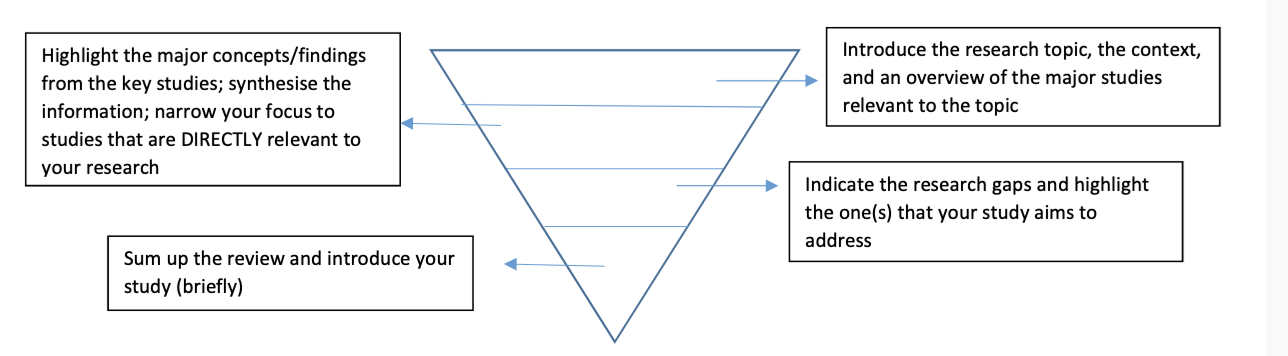 Highlight the major concepts/findings
from the key studies; synthesise the
information; narrow your focus to
studies that are DIRECTLY relevant to
your research
Introduce the research topic, the context,
and an overview of the major studies
relevant to the topic
Indicate the research gaps and highlight
the one(s) that your study aims to
address
Sum up the review and introduce your
study (briefly)